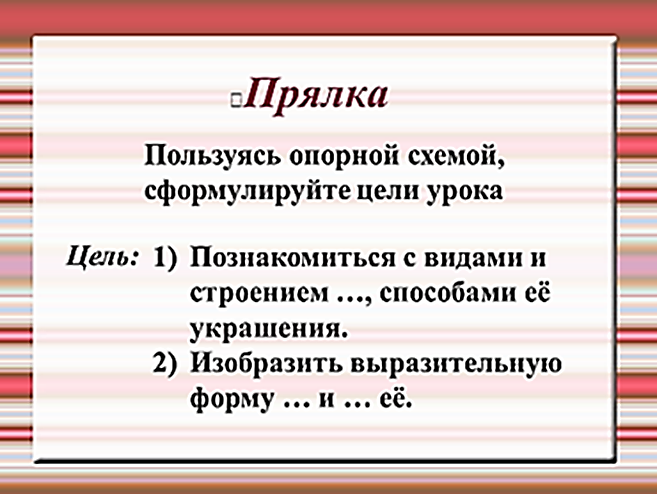 Прялка
Пользуясь опорной схемой,
сформулируйте цели урока
Цель: 1) Познакомиться с видами и
строением ..., способами её
украшения.
2) Изобразить выразительную
форму ... и ... её.